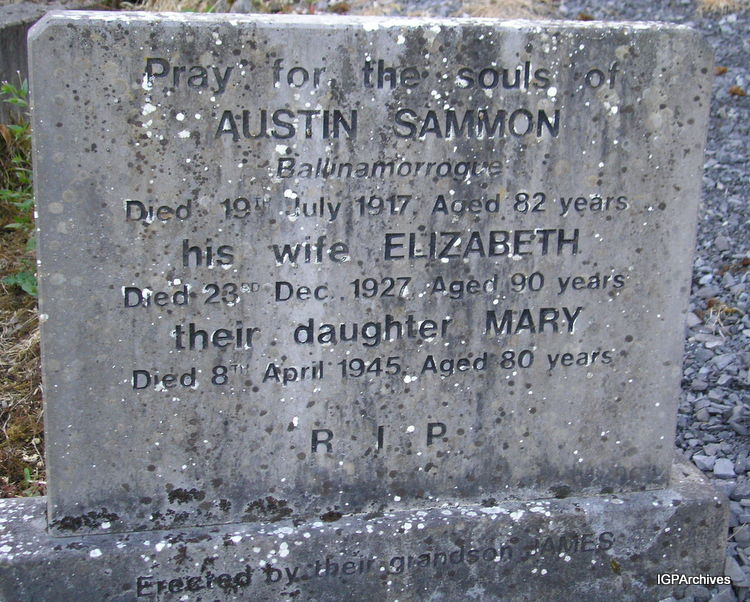 Pray for the souls of
AUSTIN SAMMON
Ballinamorrogue
Died 19TH July 1917. Aged 82 years
his wife ELIZABETH
Died 23RD Dec. 1927. Aged 90 years
their daughter MARY
Died 8TH April 1945. Aged 80 years
R I P
Erected by their grandson JAMES
IGPArchives